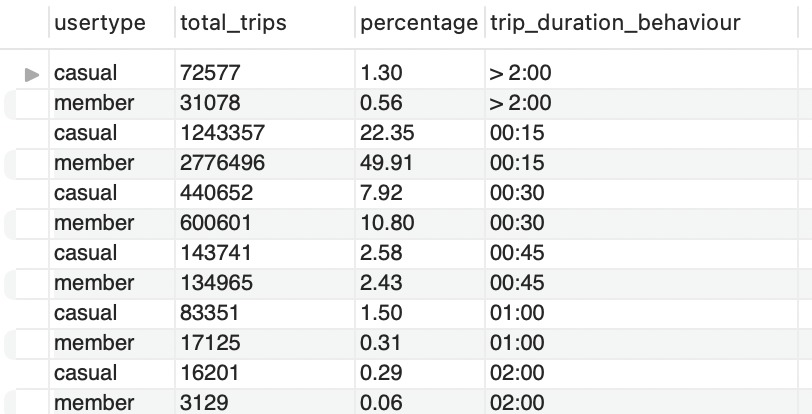 usertype total_trips percentage trip_duration_behaviour
casual 72577 1.30 > 2:00
member 31078 0.56 > 2:00
casual 1243357 22.35 00:15
member 2776496 49.91 00:15
casual 440652 7.92 00:30
member 600601 10.80 00:30
casual 143741 2.58 00:45
member 134965 2.43 00:45
casual 83351 1.50 01:00
member 17125 0.31 01:00
casual 16201 0.29 02:00
member 3129 0.06 02:00